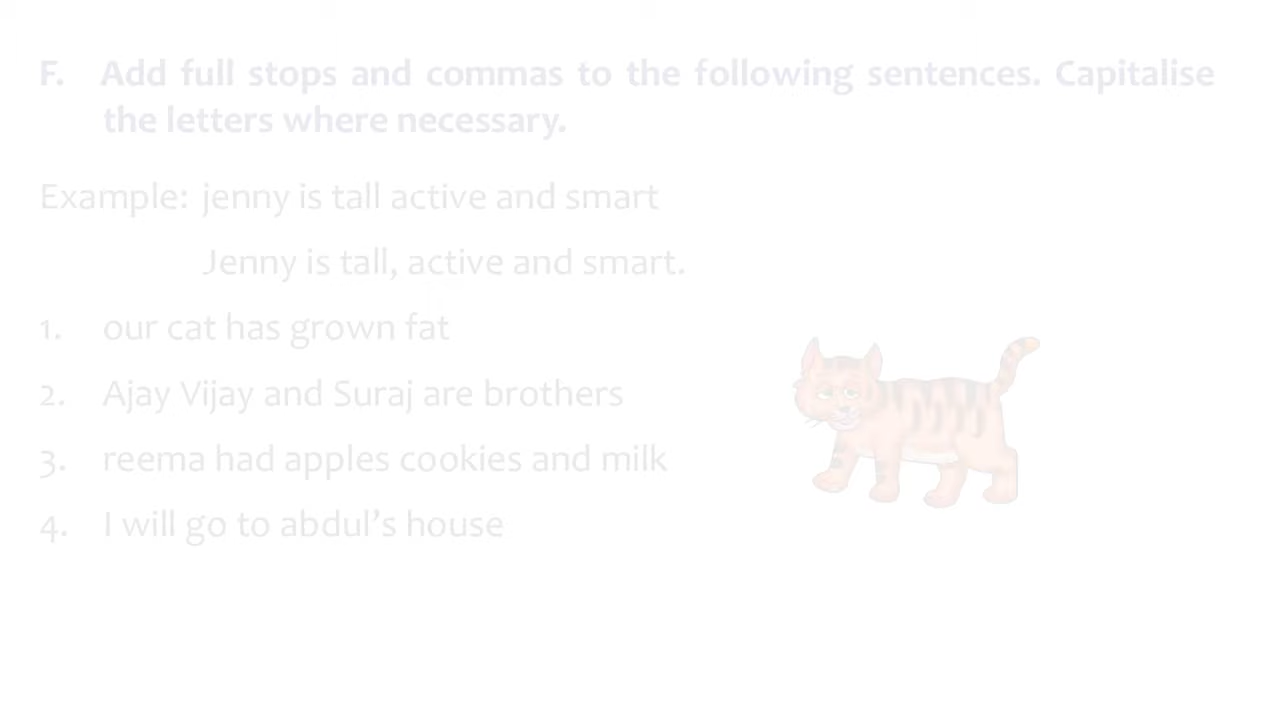 F. Add full stops and commas to the following sentences. Capitalise
the letters where necessary.
Example: jenny is tall active and smart
Jenny is tall, active and smart.
1. our cat has grown fat
2. Ajay Vijay and Suraj are brothers
3. reema had apples cookies and milk
4. I will go to abdul’s house